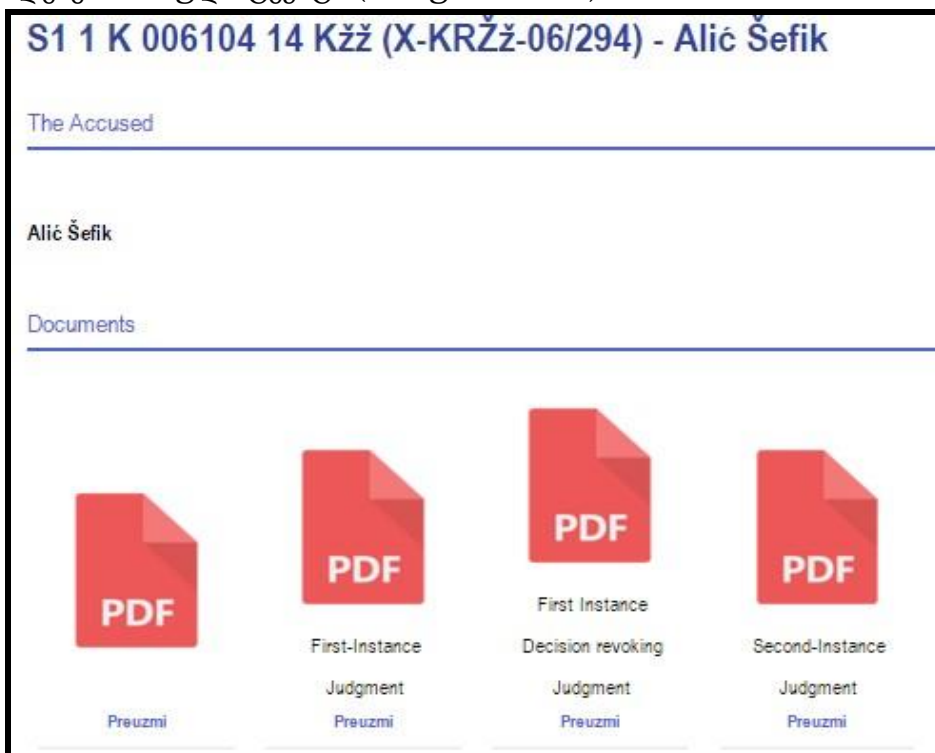 S1 1 K 006104 14 Kžž (X-KRŽž-06/294) - Alić Šefik
The Accused
Alić Šefik
Documents
PDF
Preuzmi
PDF
First-Instance
Judgment
Preuzmi
PDF
First Instance
Decision revoking
Judgment
Preuzmi
PDF
Second-Instance
Judgment
Preuzmi